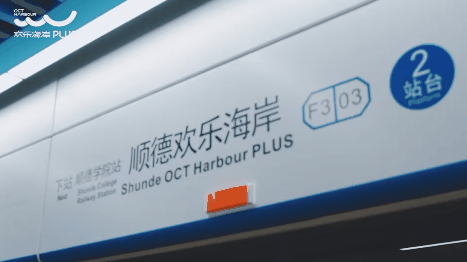 OCT
HARBOUR
欢乐海岸 PLUS
2
站台
Platform
F3 03
顺德欢乐海岸
Shunde OCT Harbour PLUS
下站 顺德学院站
Next Shunde College
Railway Station